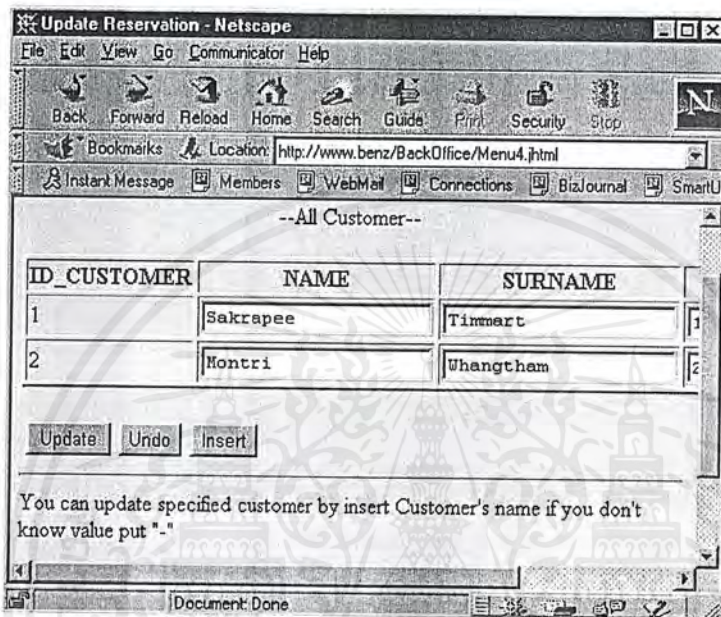 Update Reservation - Netscape
File Edit View Go Communicator Help
Back Forward Reload Home Search Guide Print Security Stop
N
Bookmarks Location: http://www.benz/BackOffice/Menu4.jhtml
Instant Message Members WebMail Connections BizJournal SmartU
--All Customer--
ID_CUSTOMER NAME SURNAME
1 Sakrapee Timmart 1
2 Montri Whangtham 2
Update Undo Insert
You can update specified customer by insert Customer's name if you don't
know value put "-"
Document: Done